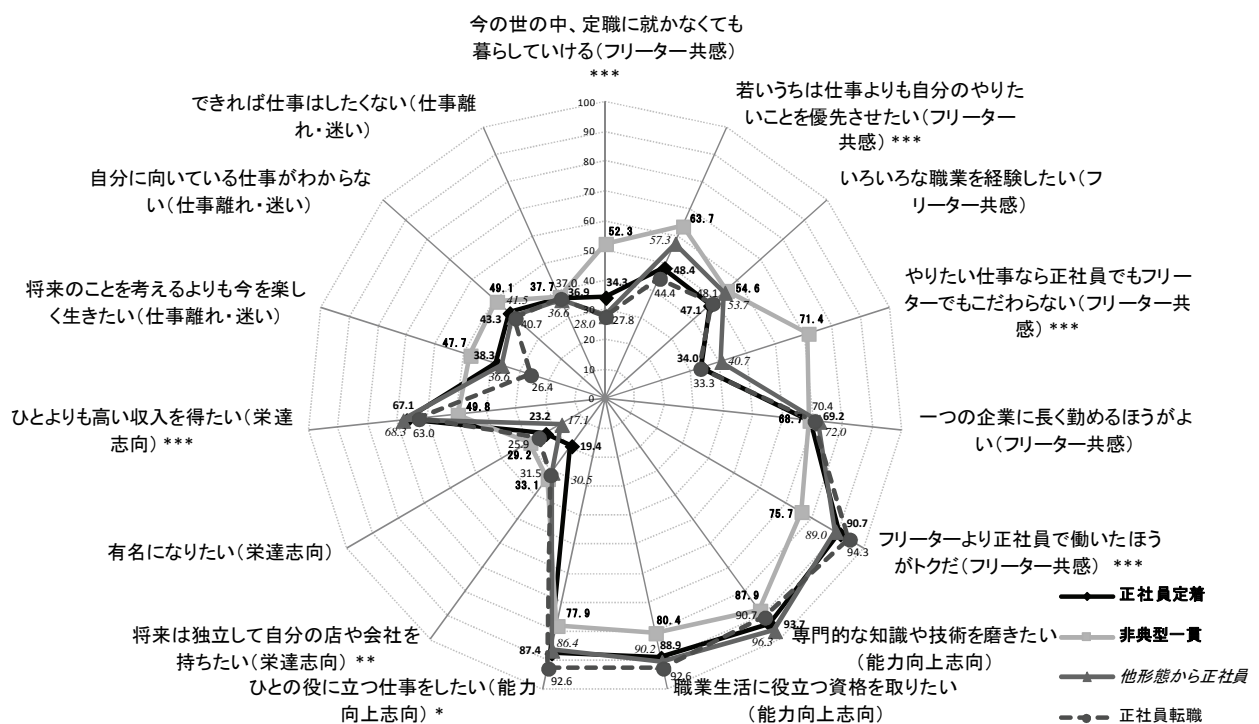 今の世の中、定職に就かなくても
暮らしていける(フリーター共感)
***
若いうちは仕事よりも自分のやりた
いことを優先させたい(フリーター
共感) ***
いろいろな職業を経験したい(フ
リーター共感)
やりたい仕事なら正社員でもフリー
ターでもこだわらない(フリーター共
感) ***
一つの企業に長く勤めるほうがよ
い(フリーター共感)
フリーターより正社員で働いたほう
がトクだ(フリーター共感) ***
専門的な知識や技術を磨きたい
(能力向上志向)
職業生活に役立つ資格を取りたい
(能力向上志向)
ひとの役に立つ仕事をしたい(能力
向上志向) *
将来は独立して自分の店や会社を
持ちたい(栄達志向) **
有名になりたい(栄達志向)
ひとよりも高い収入を得たい(栄達
志向) ***
将来のことを考えるよりも今を楽し
く生きたい(仕事離れ・迷い)
自分に向いている仕事がわからな
い(仕事離れ・迷い)
できれば仕事はしたくない(仕事離
れ・迷い)
100
90
80
70
60
50
40
30
20
10
0
52.3
34.3
28.0
27.8
63.7
57.3
48.4
44.4
54.6
53.7
48.1
47.1
71.4
40.7
34.0
33.3
70.4
69.2
68.7
72.0
75.7
90.7
89.0
94.3
87.9
90.7
93.7
96.3
80.4
88.9
90.2
92.6
77.9
86.4
87.4
92.6
19.4
30.5
31.5
33.1
17.1
23.2
25.9
29.2
49.8
67.1
68.3
63.0
47.7
38.3
36.6
26.4
49.1
41.5
43.3
40.7
37.7
37.0
36.9
36.6
正社員定着
非典型一貫
他形態から正社員
正社員転職